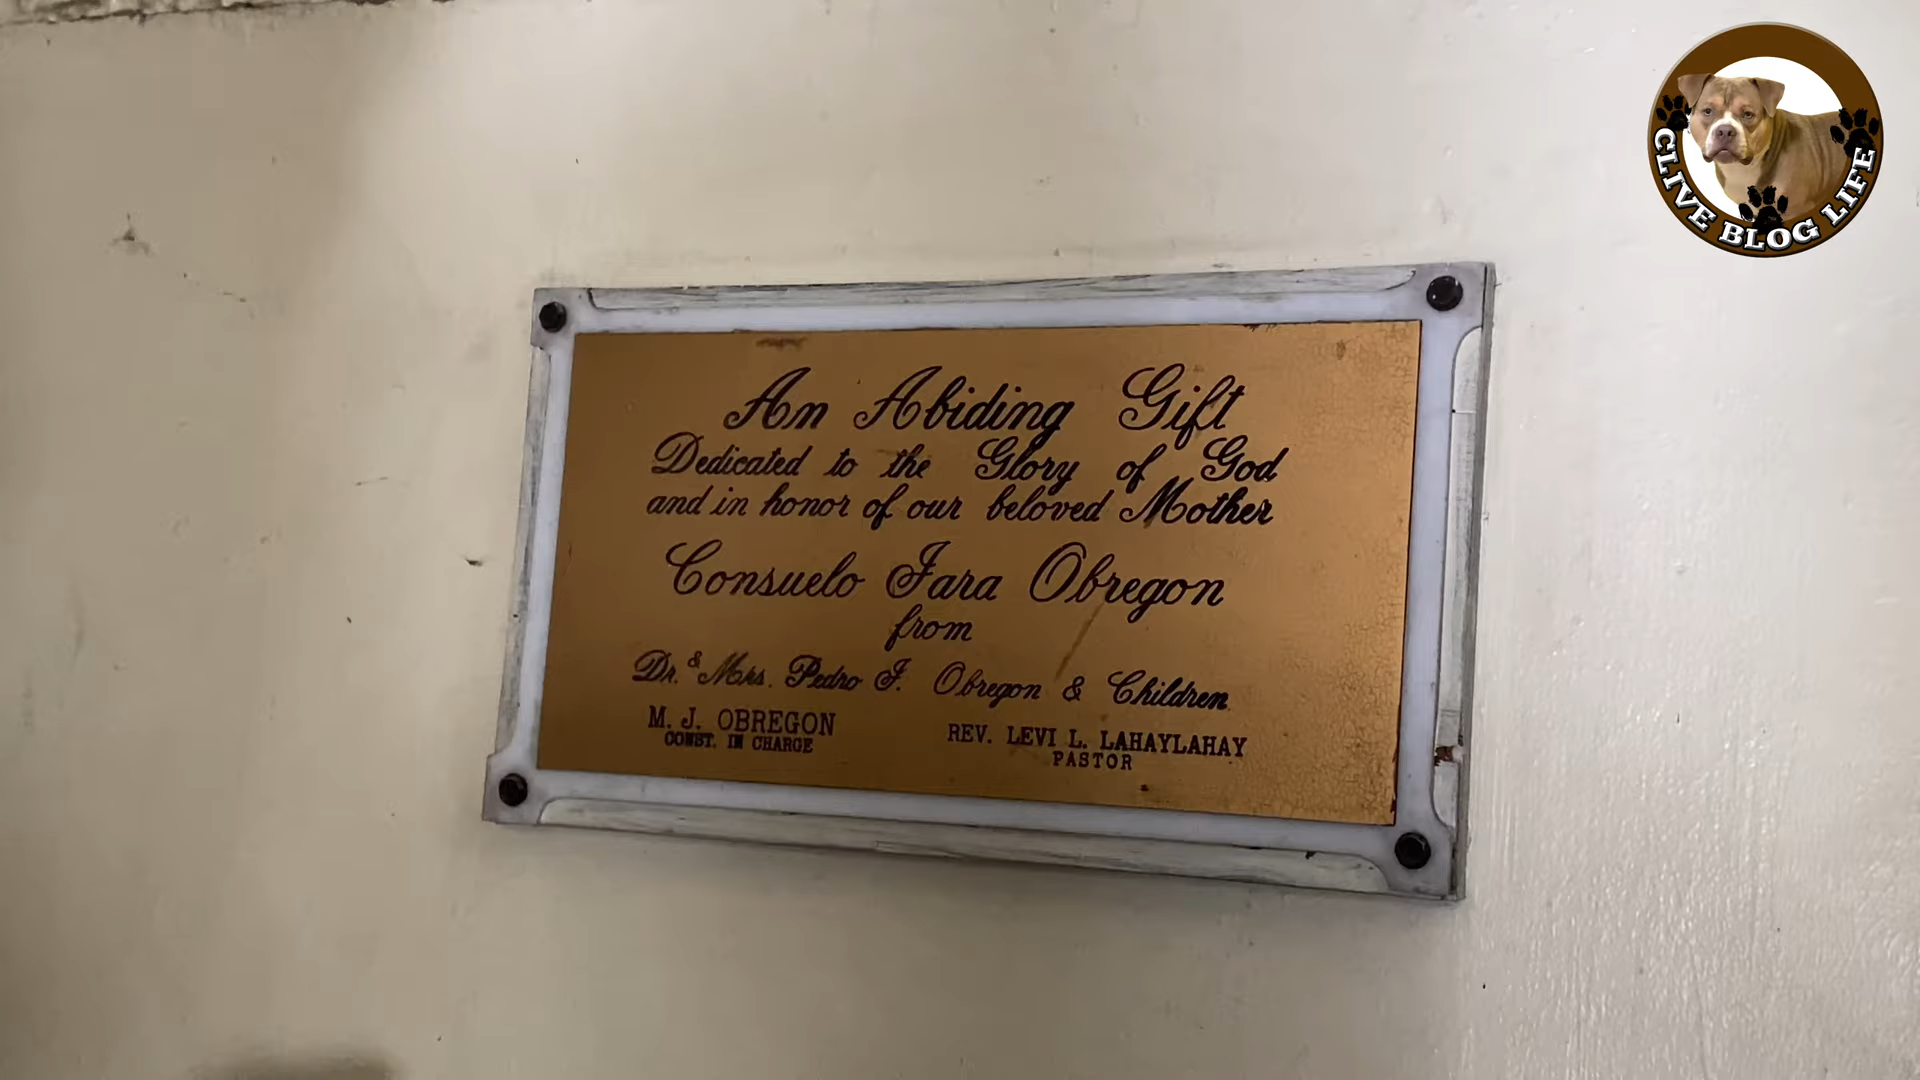 An Abiding Gift
Dedicated to the Glory of God
and in honor of our beloved Mother
Consuelo Jara Obregon
from
Dr. & Mrs. Pedro J. Obregon & Children
M. J. OBREGON
CONST. IN CHARGE
REV. LEVI L. LAHAYLAHAY
PASTOR
CLIVE BLOG LIFE